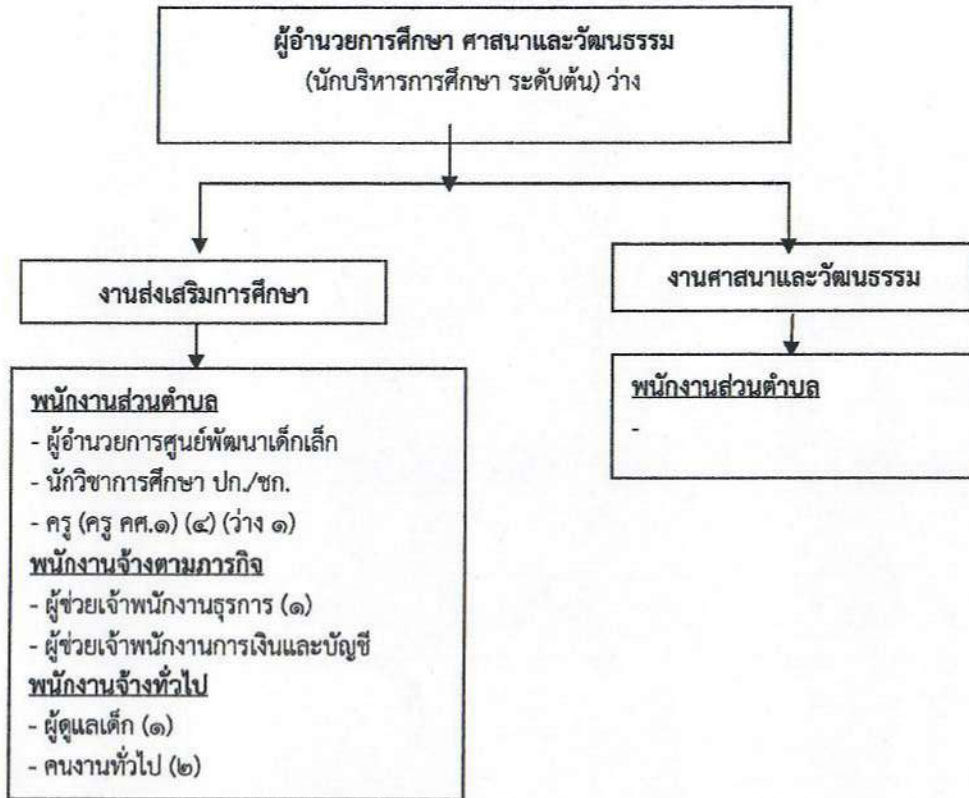 ผู้อำนวยการศึกษา ศาสนาและวัฒนธรรม
(นักบริหารการศึกษา ระดับต้น) ว่าง
งานส่งเสริมการศึกษา
พนักงานส่วนตำบล
- ผู้อำนวยการศูนย์พัฒนาเด็กเล็ก
- นักวิชาการศึกษา ปก./ชก.
- ครู (ครู คศ.๑) (๔) (ว่าง ๑)
พนักงานจ้างตามภารกิจ
- ผู้ช่วยเจ้าพนักงานธุรการ (๑)
- ผู้ช่วยเจ้าพนักงานการเงินและบัญชี
พนักงานจ้างทั่วไป
- ผู้ดูแลเด็ก (๑)
- คนงานทั่วไป (๒)
งานศาสนาและวัฒนธรรม
พนักงานส่วนตำบล
-